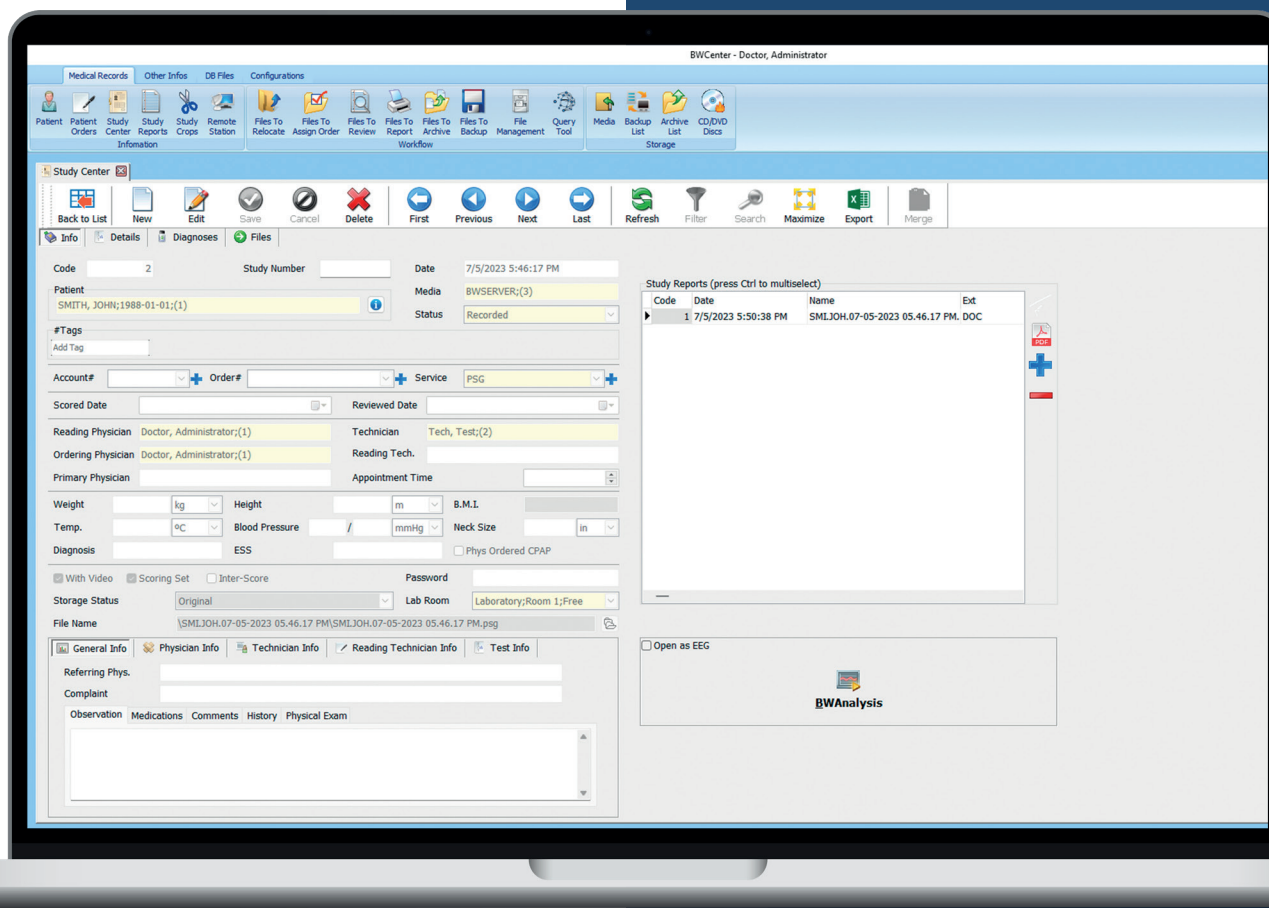 BWCenter - Doctor, Administrator
Medical Records Other Infos DB Files Configurations
Patient Patient Orders Study Center Study Reports Study Crops Remote Station Files To Relocate Files To Assign Order Files To Review Files To Report Files To Archive Files To Backup File Management Query Tool Media Backup List Archive List CD/DVD Discs
Infomation Workflow Storage
Study Center
Back to List New Edit Save Cancel Delete First Previous Next Last Refresh Filter Search Maximize Export Merge
Info Details Diagnoses Files
Code 2 Study Number Date 7/5/2023 5:46:17 PM
Patient
SMITH, JOHN;1988-01-01;(1)
Media BWSERVER;(3)
Status Recorded
#Tags
Add Tag
Account# Order# Service PSG
Scored Date Reviewed Date
Reading Physician Doctor, Administrator;(1) Technician Tech, Test;(2)
Ordering Physician Doctor, Administrator;(1) Reading Tech.
Primary Physician Appointment Time
Weight kg Height m B.M.I.
Temp. ºC Blood Pressure / mmHg Neck Size in
Diagnosis ESS Phys Ordered CPAP
With Video Scoring Set Inter-Score Password
Storage Status Original Lab Room Laboratory;Room 1;Free
File Name \SMI.JOH.07-05-2023 05.46.17 PM\SMI.JOH.07-05-2023 05.46.17 PM.psg
General Info Physician Info Technician Info Reading Technician Info Test Info
Referring Phys.
Complaint
Observation Medications Comments History Physical Exam
Study Reports (press Ctrl to multiselect)
Code Date Name Ext
1 7/5/2023 5:50:38 PM SMI.JOH.07-05-2023 05.46.17 PM. DOC
PDF
Open as EEG
BWAnalysis